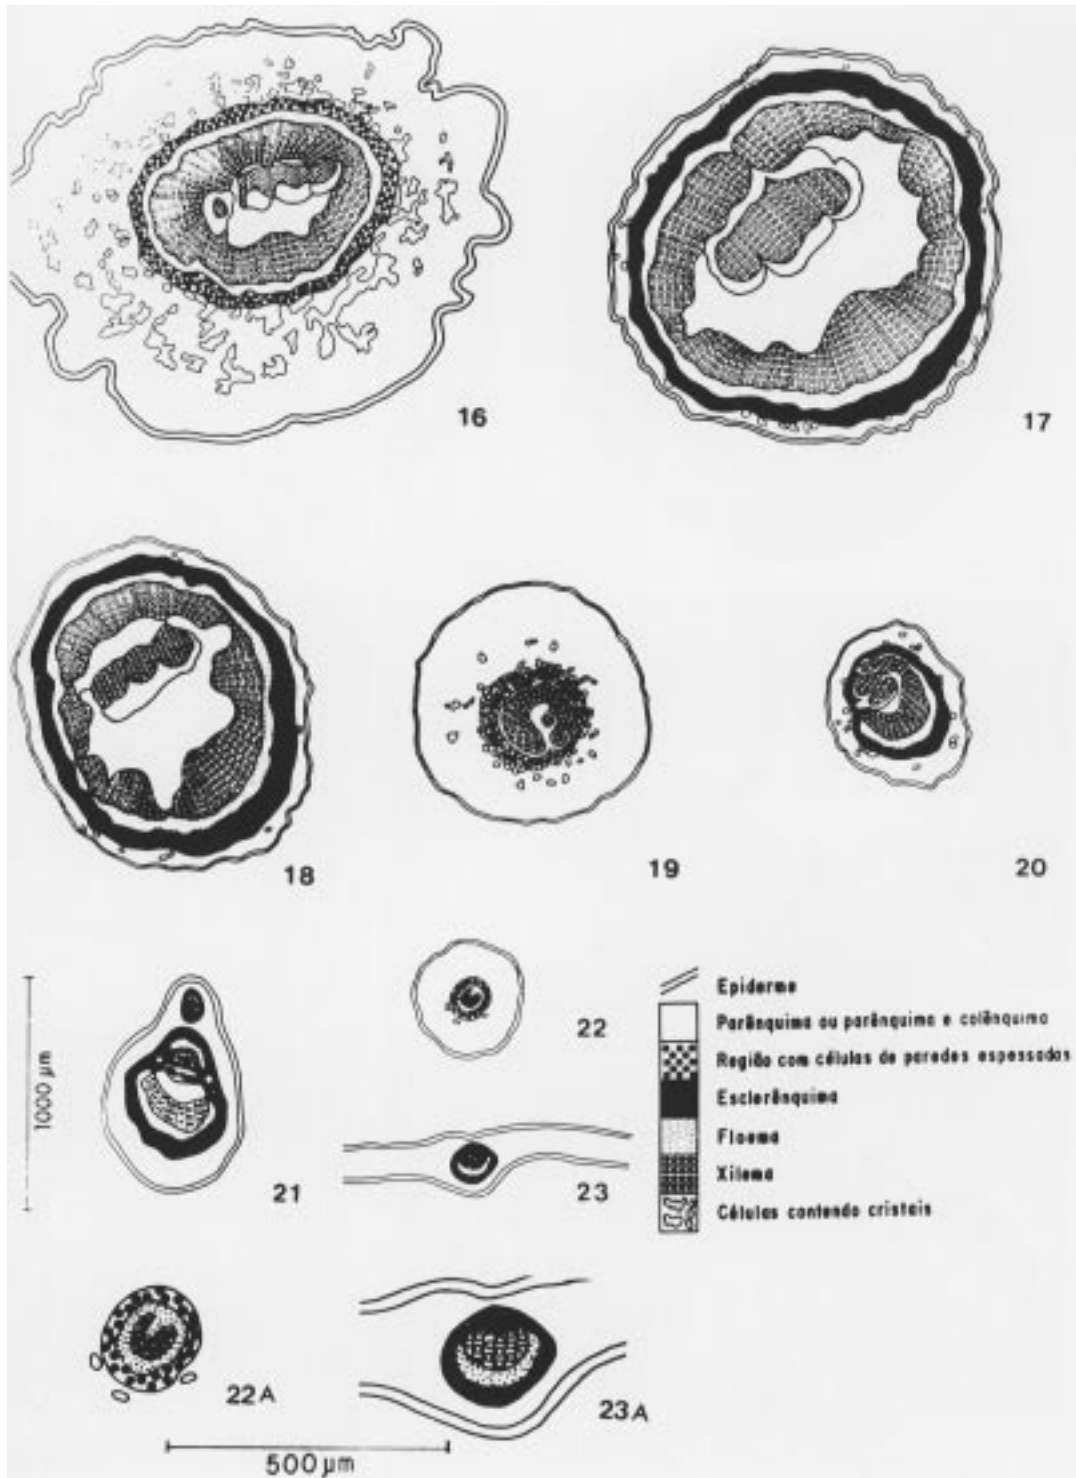 16
17
18
19
20
21
22
23
Epiderme
Parênquima ou parênquima e colênquima
Região com células de paredes espessadas
Esclerênquima
Floema
Xilema
Células contendo cristais
1000 µm
22A
23A
500 µm